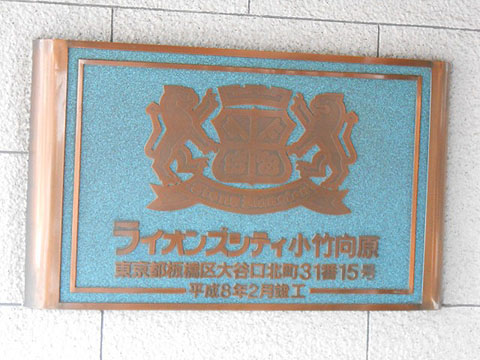 ライオンズシティ小竹向原
東京都板橋区大谷口北町31番15号
平成8年2月竣工